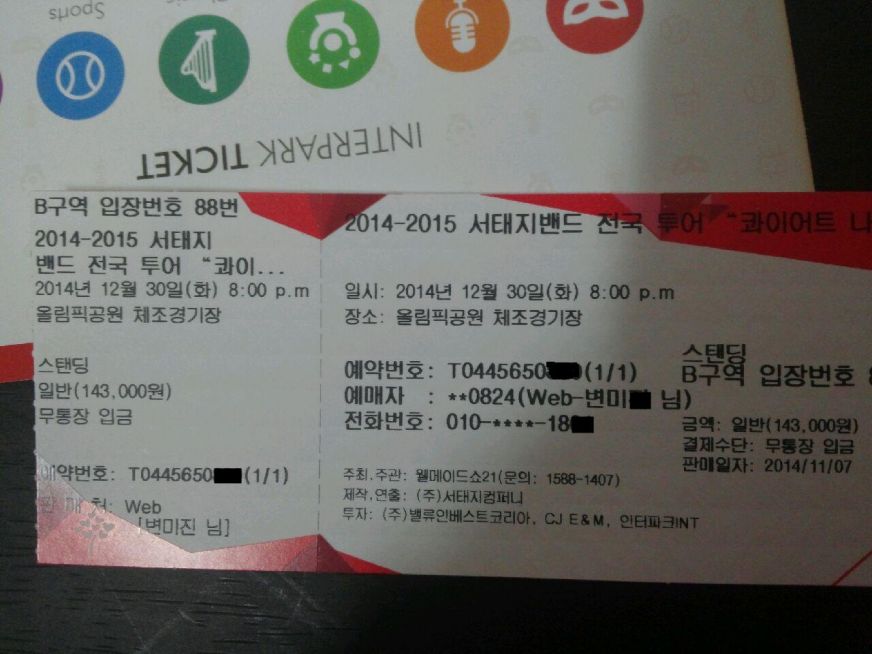 Sports
INTERPARK TICKET
B구역 입장번호 88번
2014-2015 서태지
밴드 전국 투어 “콰이...
2014년 12월 30일(화) 8:00 p.m
올림픽공원 체조경기장
스탠딩
일반(143,000원)
무통장 입금
예약번호: T0445650 (1/1)
판 매 처: Web
[변미진 님]
2014-2015 서태지밴드 전국 투어 “콰이어트 나
일시: 2014년 12월 30일(화) 8:00 p.m
장소: 올림픽공원 체조경기장
스탠딩
B구역 입장번호 8
예약번호: T0445650 (1/1)
예매자 : **0824(Web-변미 님)
전화번호: 010-****-18
금액: 일반(143,000원)
결제수단: 무통장 입금
판매일자: 2014/11/07
주최.주관: 웰메이드쇼21(문의: 1588-1407)
제작.연출: (주)서태지컴퍼니
투자: (주)밸류인베스트코리아, CJ E&M, 인터파크INT